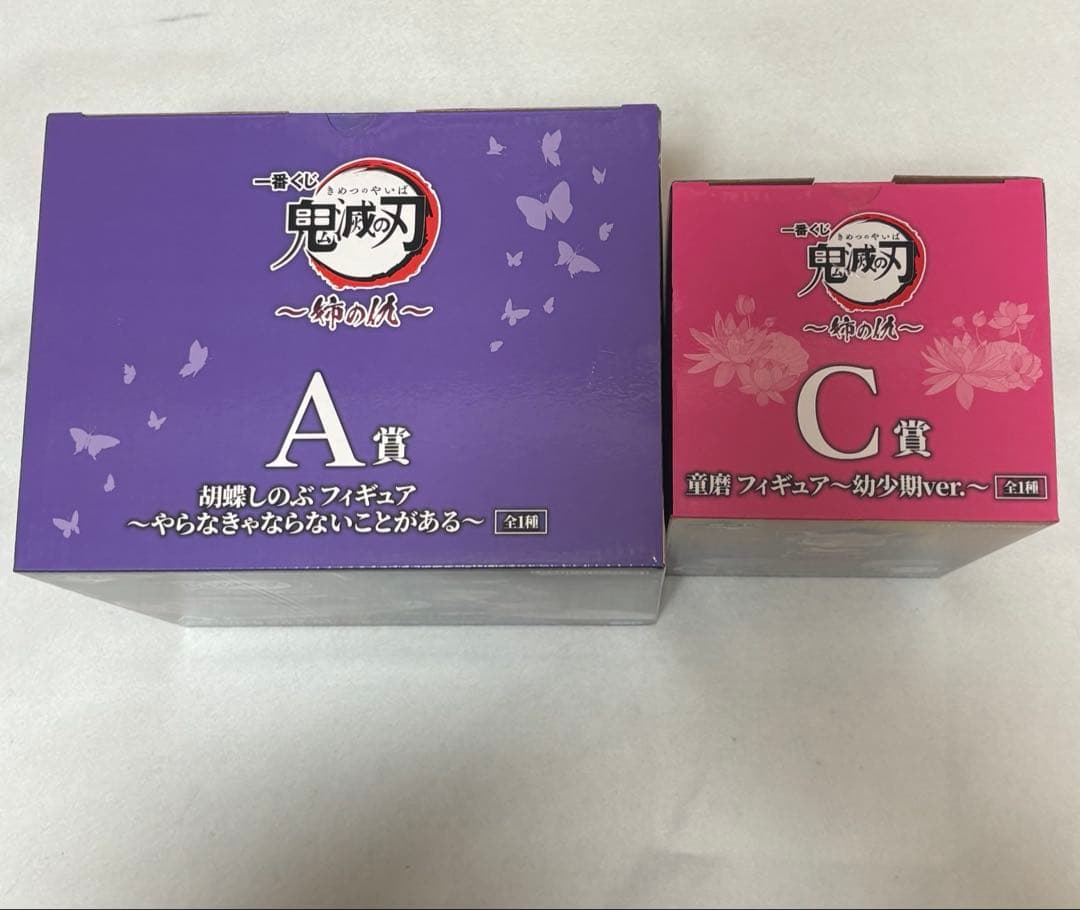 一番くじ
きめつのやいば
鬼滅の刃
～姉の仇～
A賞
胡蝶しのぶ フィギュア
～やらなきゃならないことがある～ 全1種
一番くじ
きめつのやいば
鬼滅の刃
～姉の仇～
C賞
童磨 フィギュア～幼少期ver.～ 全1種